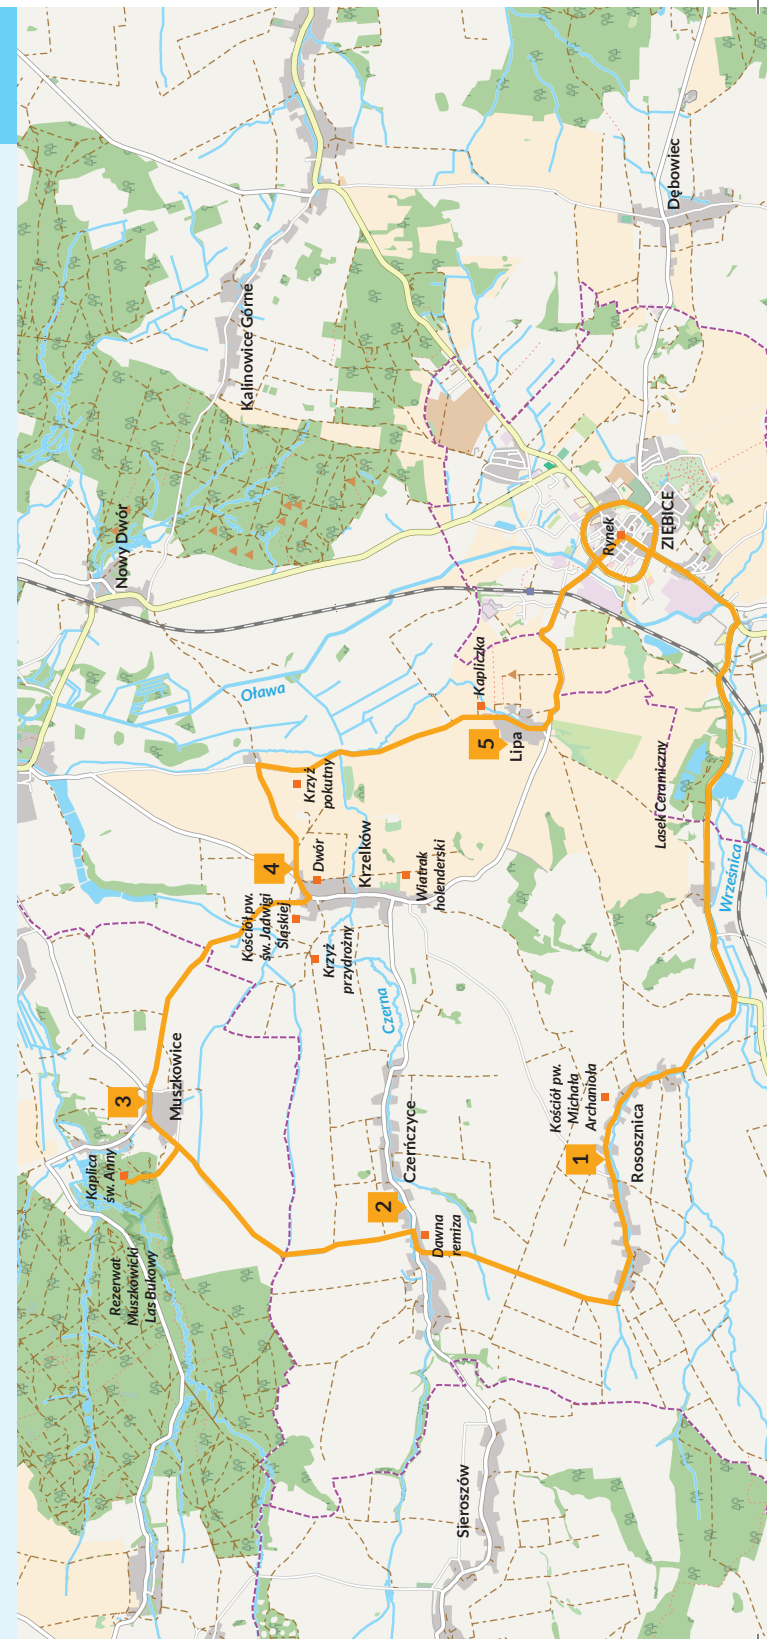 Rezerwat
Muszkowicki
Las Bukowy
Kaplica
św. Anny
3
Muszkowice
Kościół pw.
św. Jadwigi
Śląskiej
4
Krzyż
przydrożny
Dwór
Krzyż
pokutny
Krzelków
Wiatrak
holenderski
Oława
Nowy Dwór
Kalinowice Górne
Sieroszów
2
Czerńczyce
Dawna
remiza
Czerna
5
Lipa
Kapliczka
1
Kościół pw.
Michała
Archanioła
Rososznica
Lasek Ceramiczny
Wrześnica
Rynek
ZIĘBICE
Dębowiec